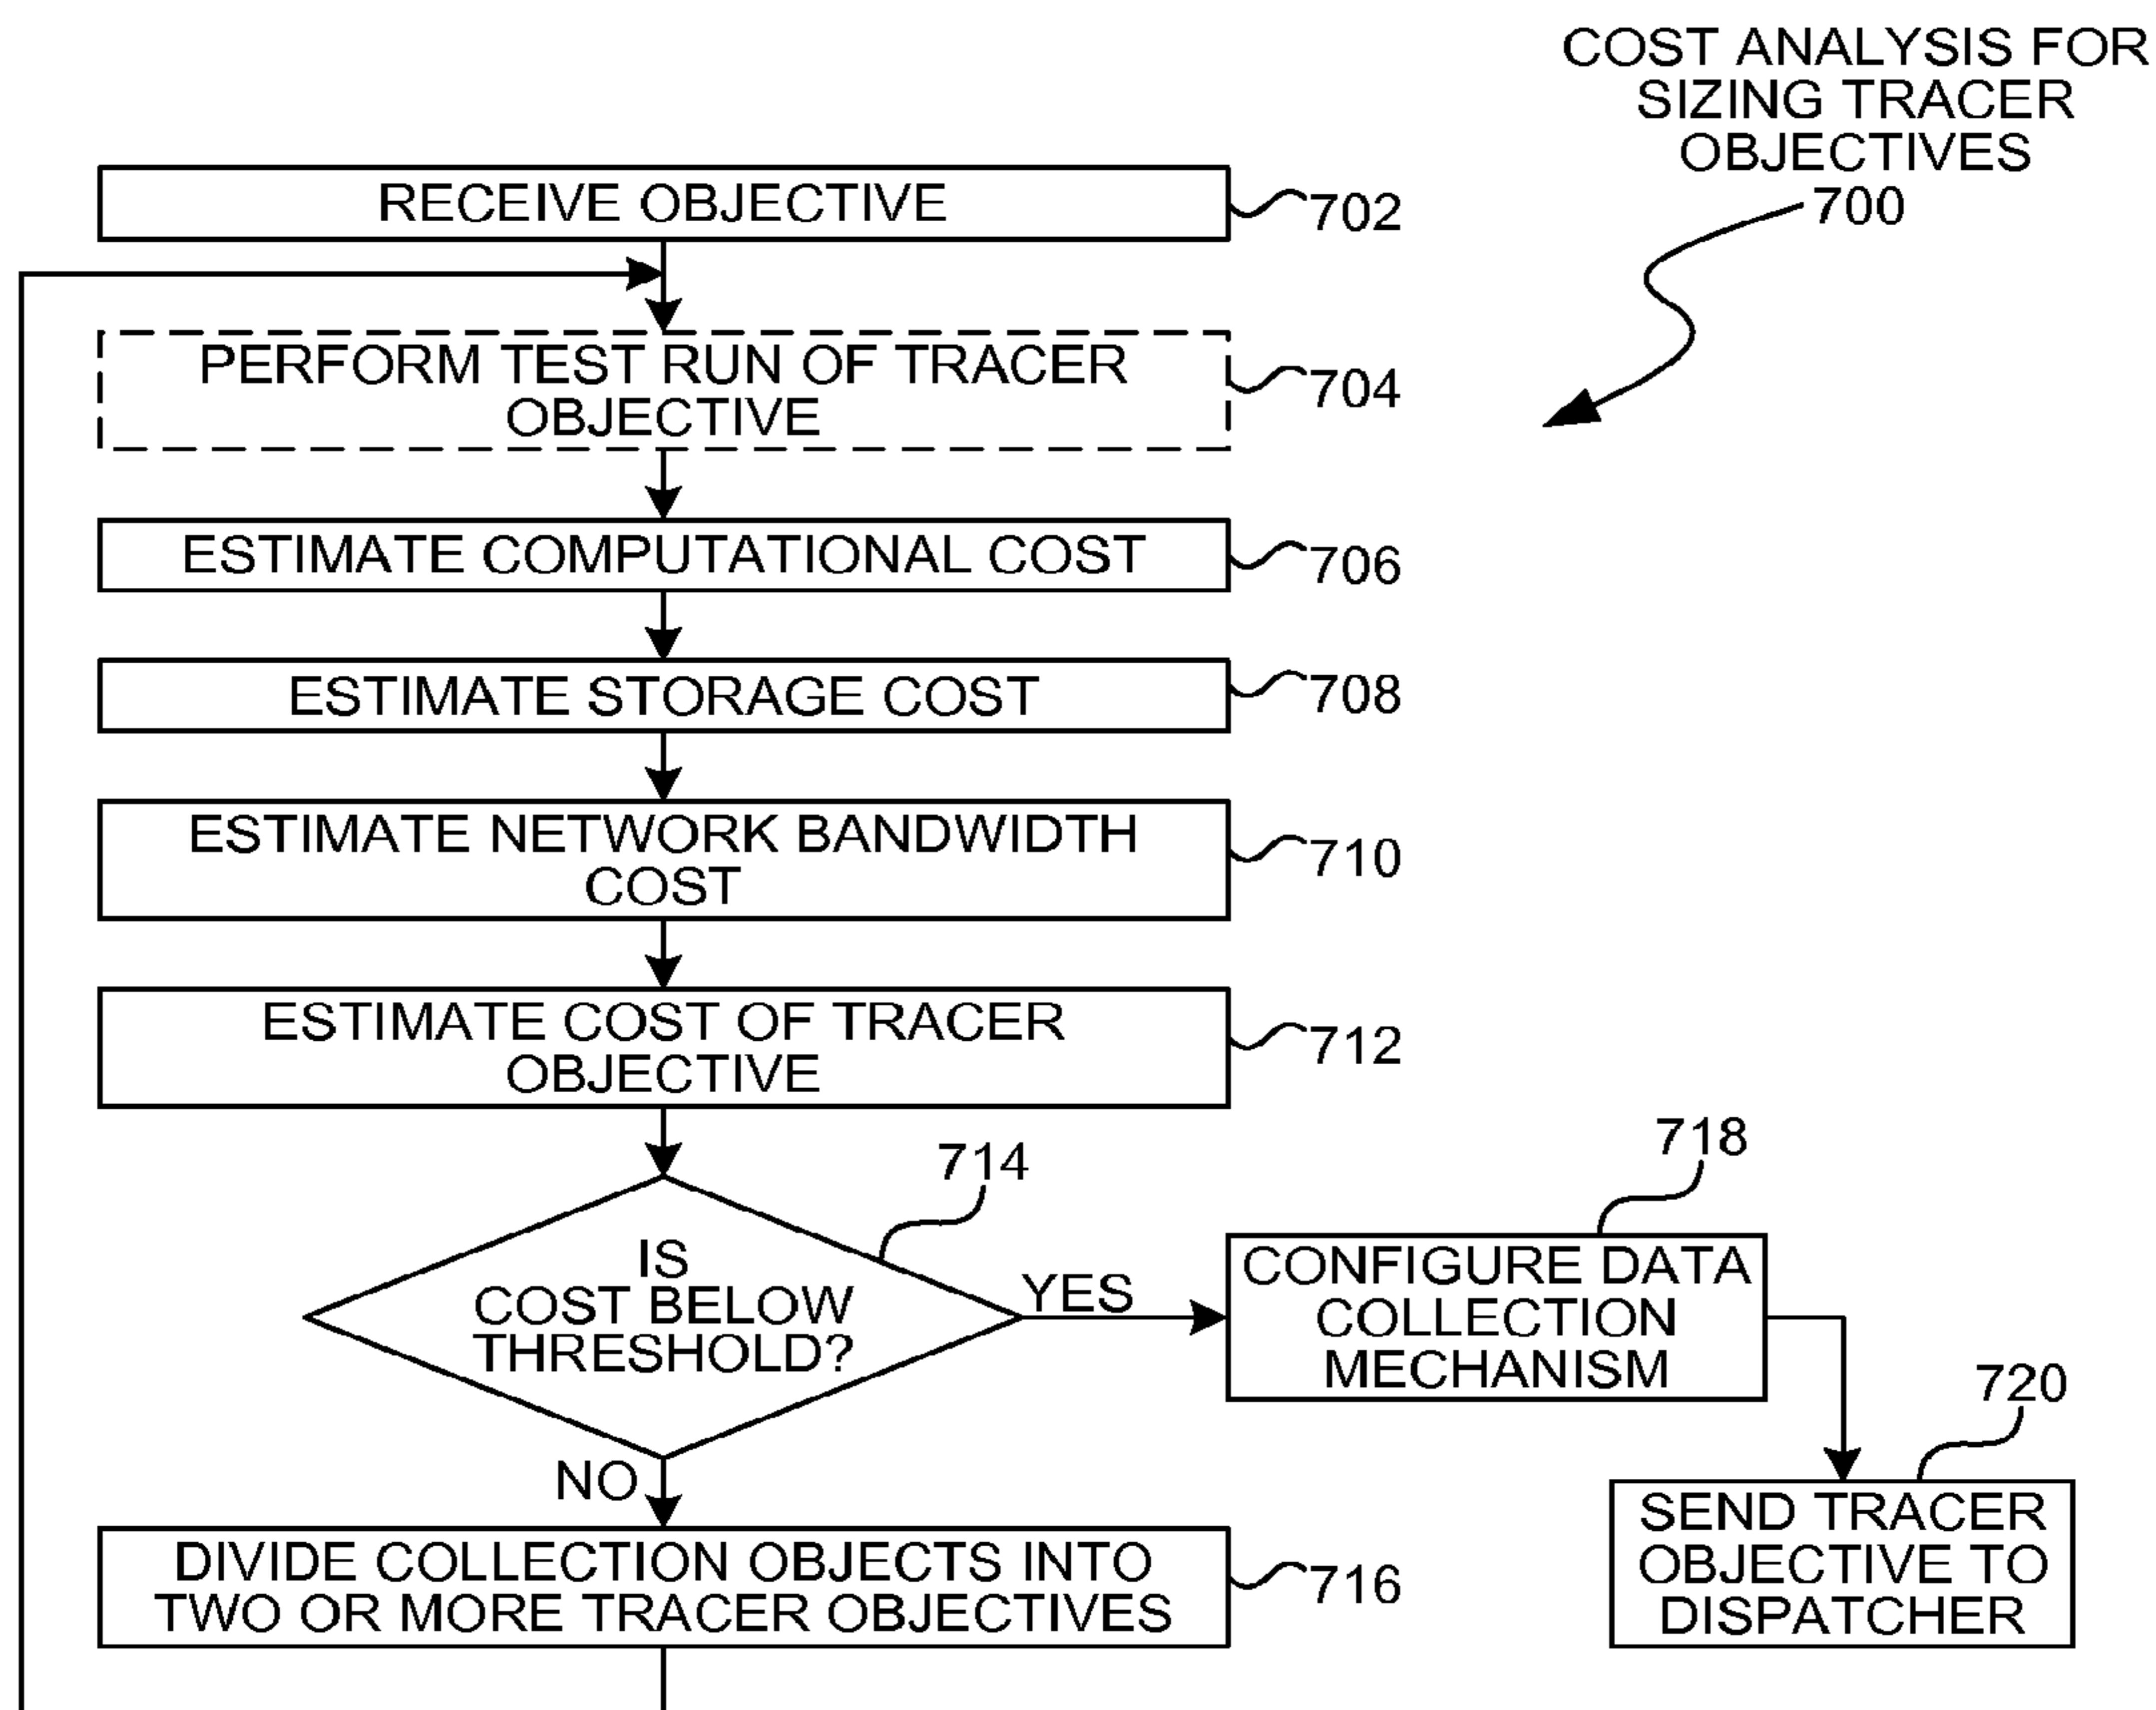 COST ANALYSIS FOR
SIZING TRACER
OBJECTIVES
700
RECEIVE OBJECTIVE
702
PERFORM TEST RUN OF TRACER
OBJECTIVE
704
ESTIMATE COMPUTATIONAL COST
706
ESTIMATE STORAGE COST
708
ESTIMATE NETWORK BANDWIDTH
COST
710
ESTIMATE COST OF TRACER
OBJECTIVE
712
714
IS
COST BELOW
THRESHOLD?
YES
718
CONFIGURE DATA
COLLECTION
MECHANISM
720
SEND TRACER
OBJECTIVE TO
DISPATCHER
NO
DIVIDE COLLECTION OBJECTS INTO
TWO OR MORE TRACER OBJECTIVES
716